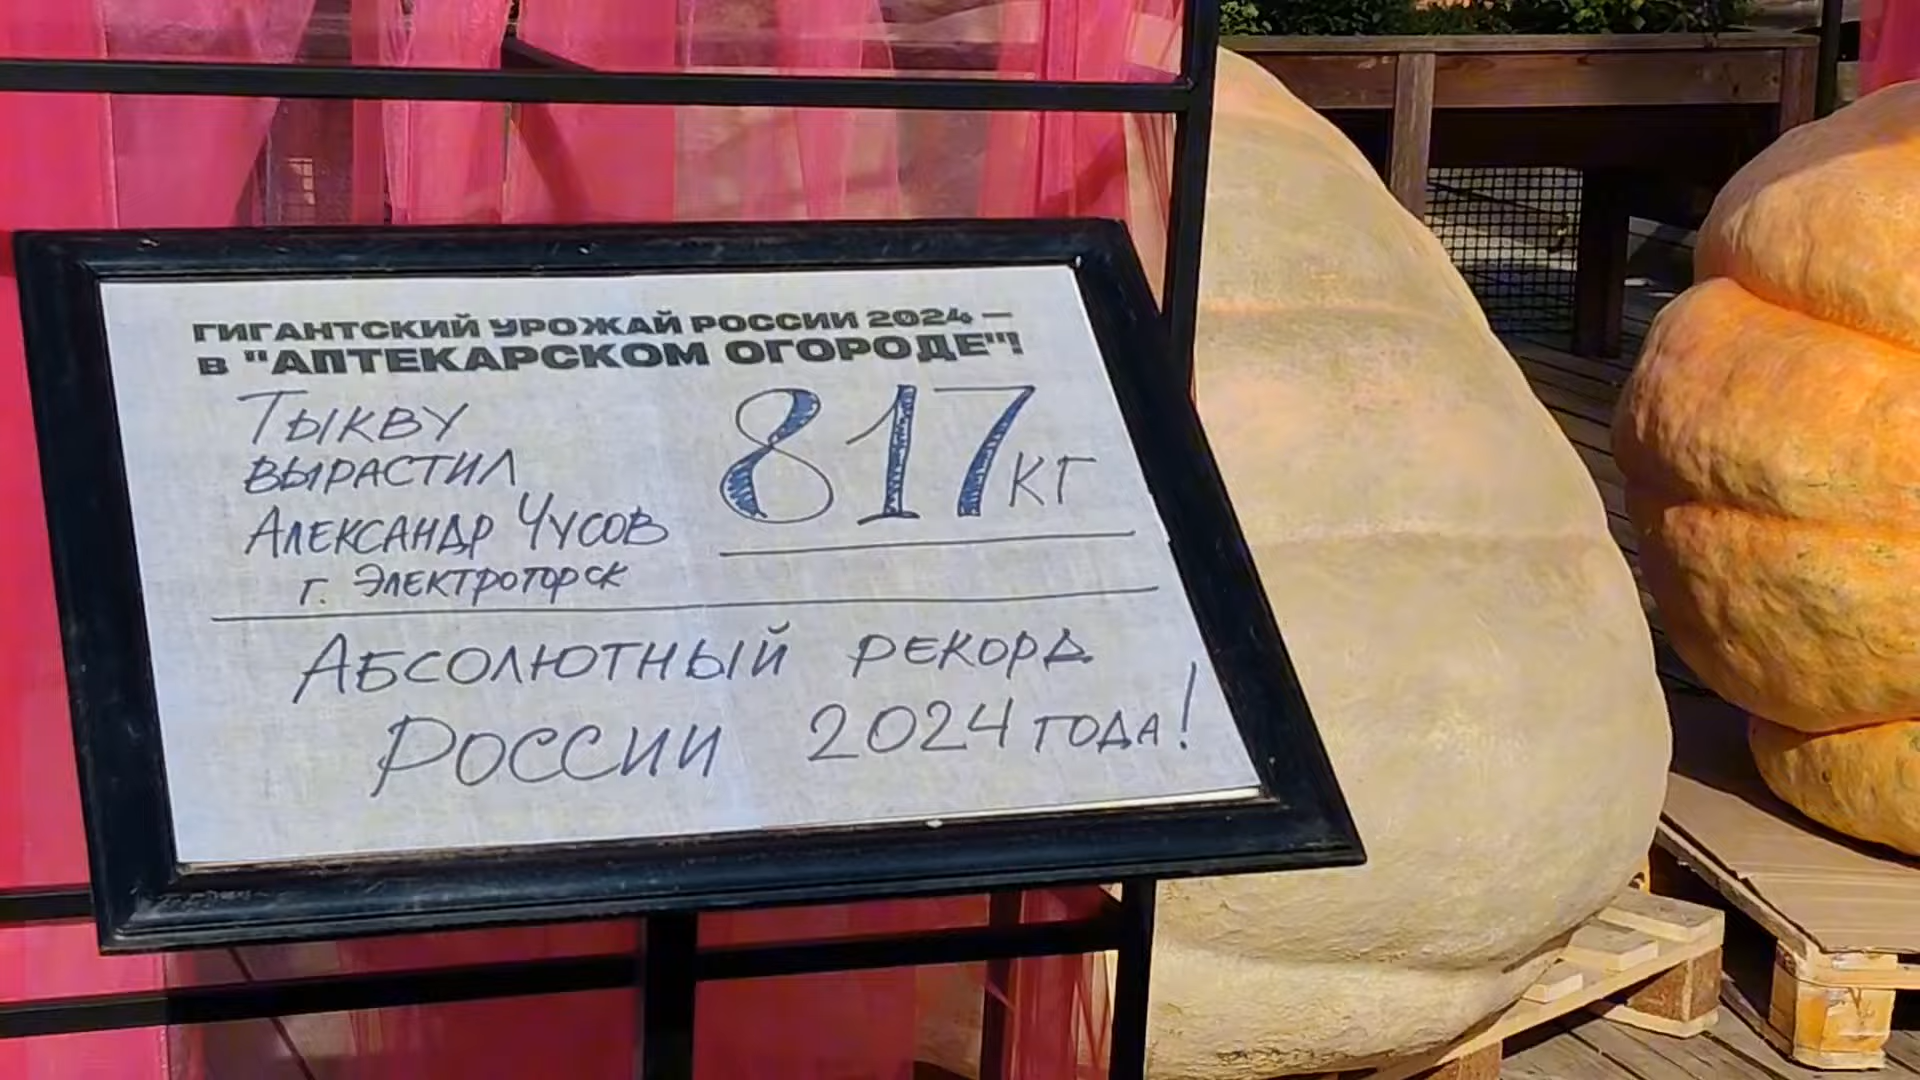 ГИГАНТСКИЙ УРОЖАЙ РОССИИ 2024 —
В "АПТЕКАРСКОМ ОГОРОДЕ"!
ТЫКВУ
ВЫРАСТИЛ
АЛЕКСАНДР ЧУСОВ
г. ЭЛЕКТРОГОРСК
817 КГ
АБСОЛЮТНЫЙ РЕКОРД
РОССИИ 2024 ГОДА!